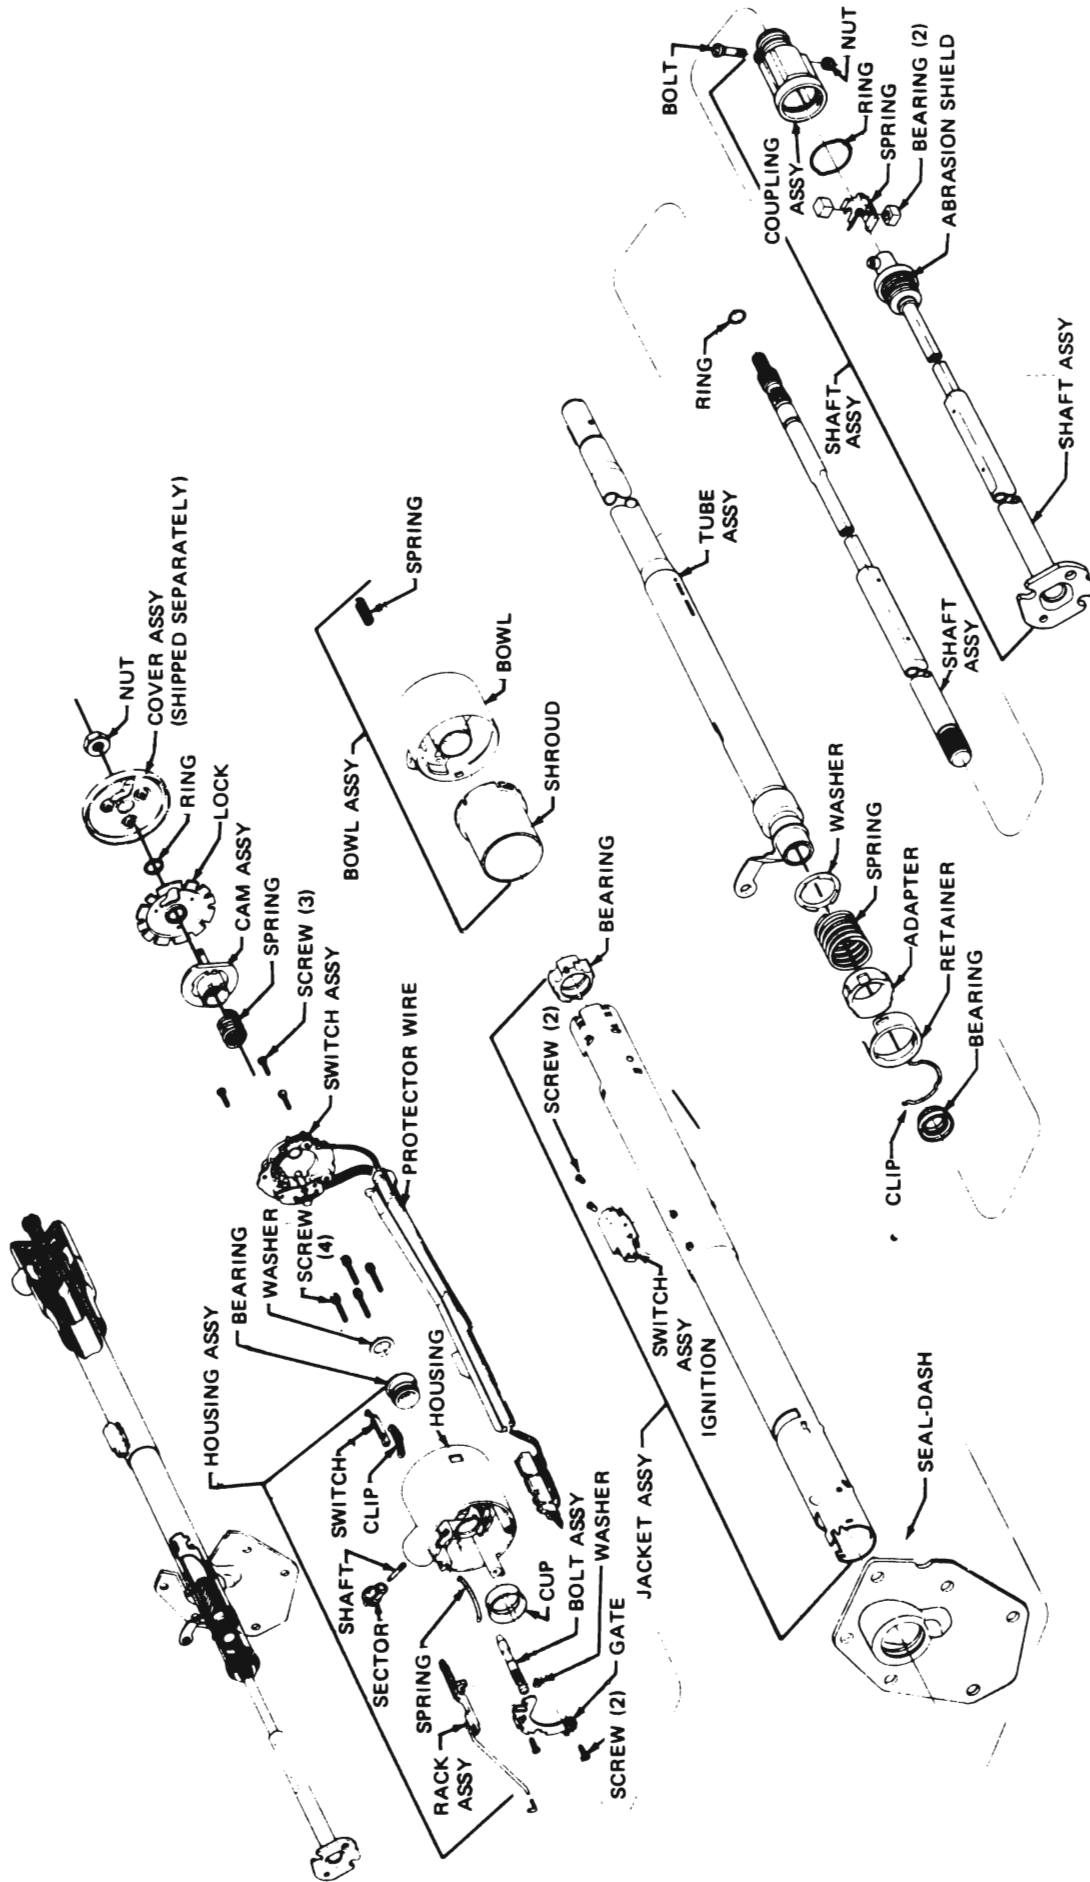 NUT
COVER ASSY
(SHIPPED SEPARATELY)
RING
LOCK
CAM ASSY
SPRING
SCREW (3)
SWITCH ASSY
PROTECTOR WIRE
HOUSING ASSY
BEARING
WASHER
SCREW
(4)
SWITCH
CLIP
HOUSING
SHAFT
SECTOR
SPRING
RACK
ASSY
CUP
BOLT ASSY
WASHER
GATE
SCREW (2)
SPRING
BOWL
BOWL ASSY
SHROUD
BEARING
SCREW (2)
SWITCH
ASSY
IGNITION
JACKET ASSY
SEAL-DASH
BOLT
NUT
COUPLING
ASSY
RING
SPRING
BEARING (2)
ABRASION SHIELD
RING
SHAFT
ASSY
SHAFT ASSY
TUBE
ASSY
SHAFT
ASSY
WASHER
SPRING
ADAPTER
RETAINER
BEARING
CLIP